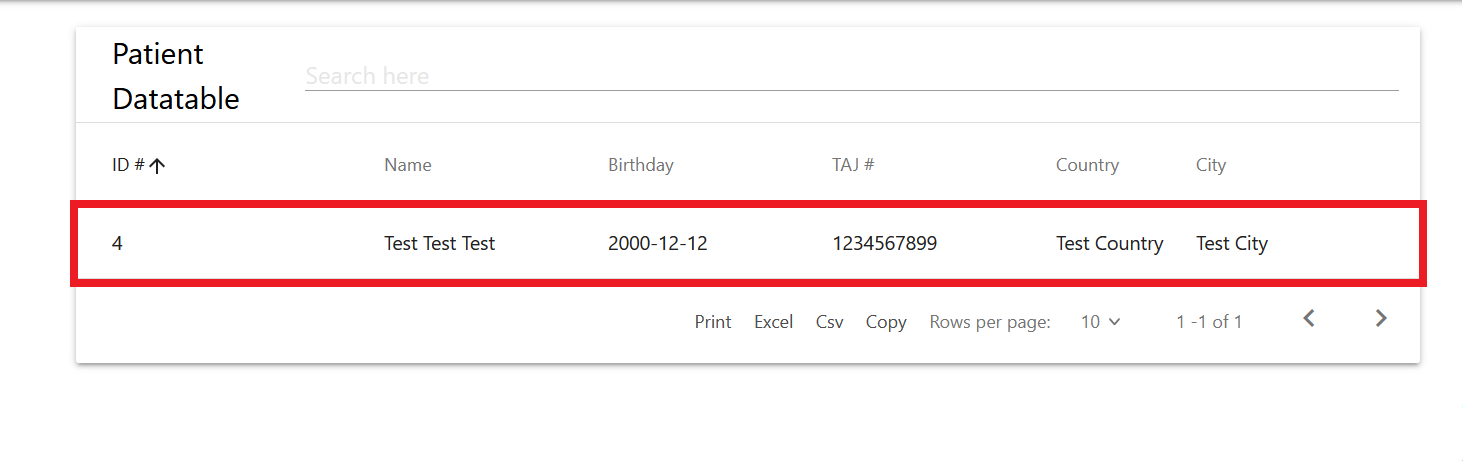 Patient
Datatable
Search here
ID # Name Birthday TAJ # Country City
4 Test Test Test 2000-12-12 1234567899 Test Country Test City
Print Excel Csv Copy Rows per page: 10 1 -1 of 1